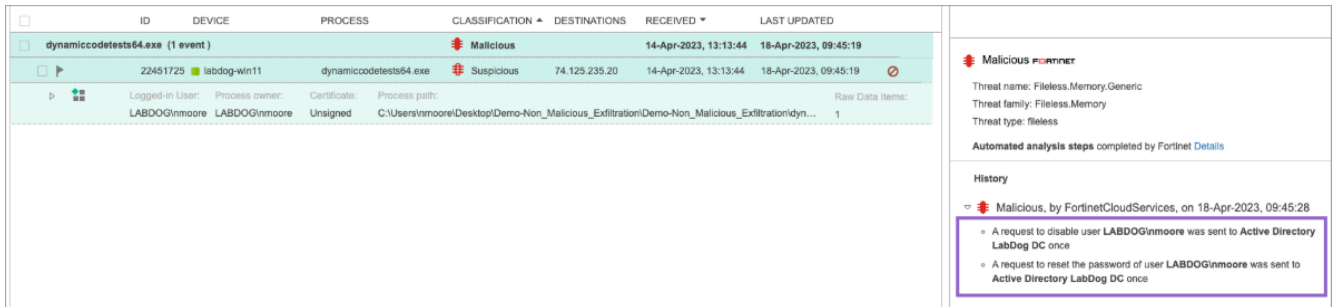 ID DEVICE PROCESS CLASSIFICATION DESTINATIONS RECEIVED LAST UPDATED
dynamiccodetests64.exe (1 event ) Malicious 14-Apr-2023, 13:13:44 18-Apr-2023, 09:45:19
22451725 labdog-win11 dynamiccodetests64.exe Suspicious 74.125.235.20 14-Apr-2023, 13:13:44 18-Apr-2023, 09:45:19
Logged-in User: Process owner: Certificate: Process path: Raw Data Items:
LABDOG\nmoore LABDOG\nmoore Unsigned C:\Users\nmoore\Desktop\Demo-Non_Malicious_Exfiltration\Demo-Non_Malicious_Exfiltration\dyn... 1
Malicious FORTINET
Threat name: Fileless.Memory.Generic
Threat family: Fileless.Memory
Threat type: fileless
Automated analysis steps completed by Fortinet Details
History
Malicious, by FortinetCloudServices, on 18-Apr-2023, 09:45:28
A request to disable user LABDOG\nmoore was sent to Active Directory
LabDog DC once
A request to reset the password of user LABDOG\nmoore was sent to
Active Directory LabDog DC once